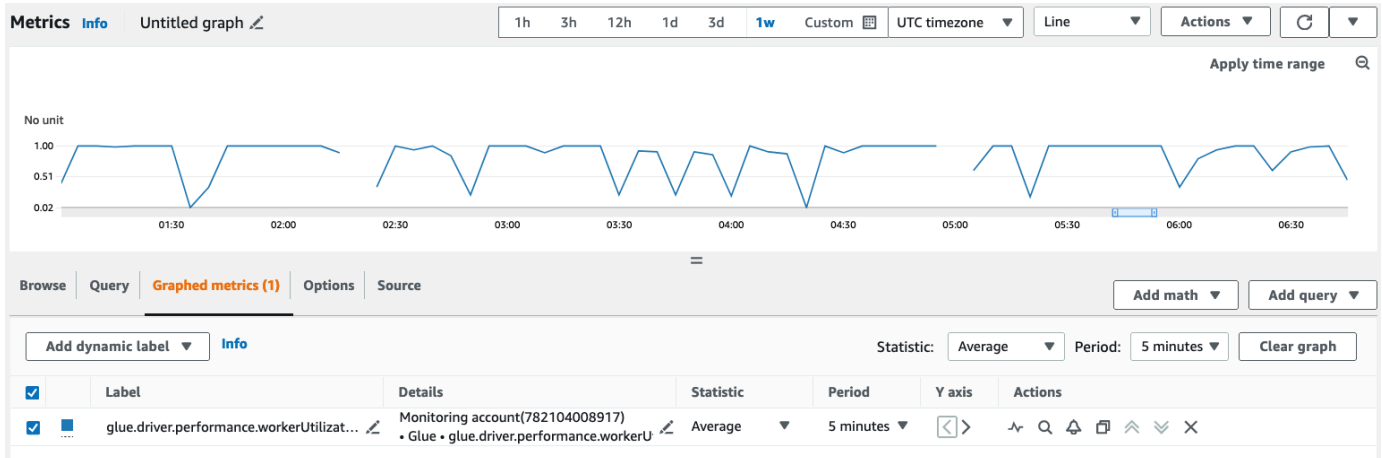 Metrics Info Untitled graph 1h 3h 12h 1d 3d 1w Custom UTC timezone Line Actions
Apply time range
No unit
1.00
0.51
0.02
01:30 02:00 02:30 03:00 03:30 04:00 04:30 05:00 05:30 06:00 06:30
Browse Query Graphed metrics (1) Options Source
Add math Add query
Add dynamic label Info Statistic: Average Period: 5 minutes Clear graph
Label Details Statistic Period Y axis Actions
glue.driver.performance.workerUtilizat... Monitoring account(782104008917) Average 5 minutes
• Glue • glue.driver.performance.workerU